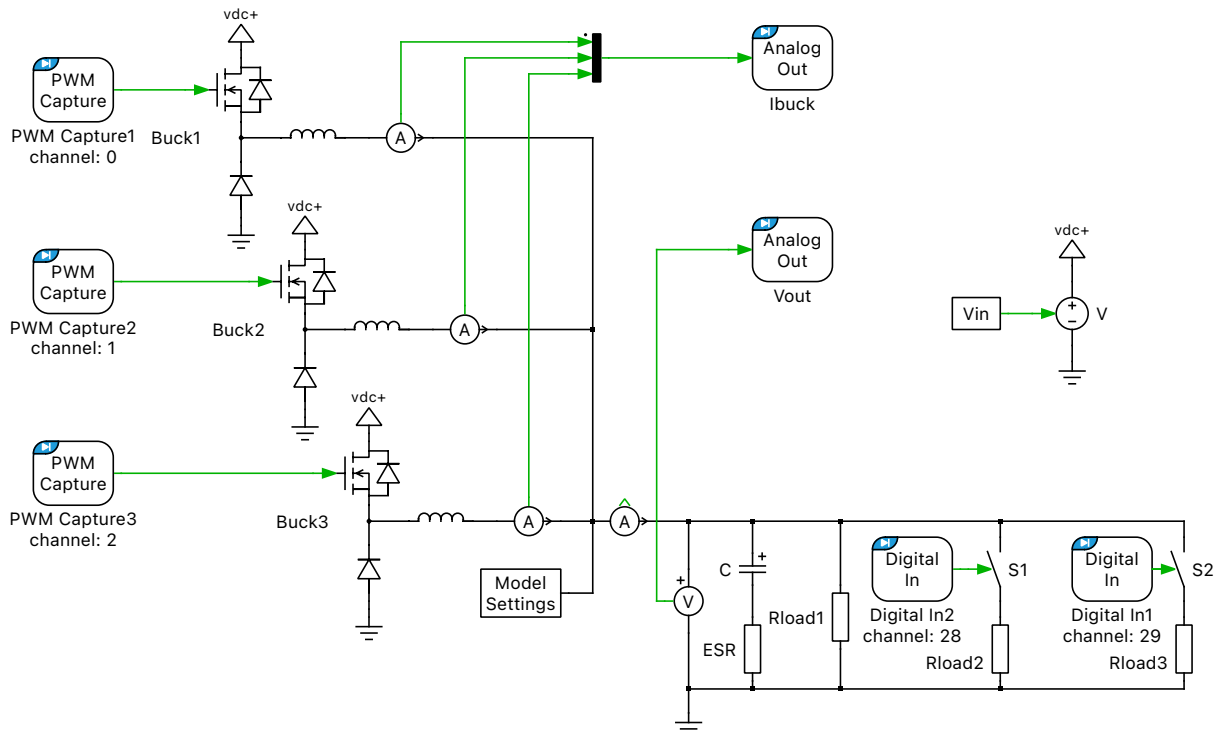 vdc+
PWM
Capture
PWM Capture1
channel: 0
Buck1
A
Analog
Out
Ibuck
vdc+
PWM
Capture
PWM Capture2
channel: 1
Buck2
A
Analog
Out
Vout
vdc+
Vin
+
−
V
vdc+
PWM
Capture
PWM Capture3
channel: 2
Buck3
A
A
Model
Settings
+
V
C
+
ESR
Rload1
Digital
In
Digital In2
channel: 28
S1
Rload2
Digital
In
Digital In1
channel: 29
S2
Rload3